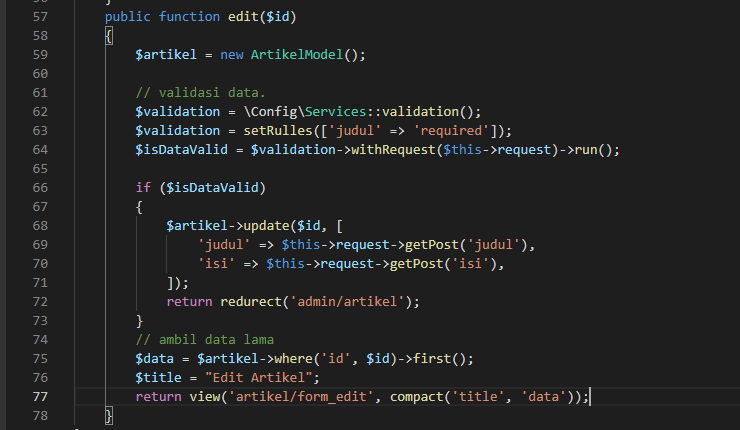 57 public function edit($id)
58 {
59 $artikel = new ArtikelModel();
60
61 // validasi data.
62 $validation = \Config\Services::validation();
63 $validation = setRulles(['judul' => 'required']);
64 $isDataValid = $validation->withRequest($this->request)->run();
65
66 if ($isDataValid)
67 {
68 $artikel->update($id, [
69 'judul' => $this->request->getPost('judul'),
70 'isi' => $this->request->getPost('isi'),
71 ]);
72 return redurect('admin/artikel');
73 }
74 // ambil data lama
75 $data = $artikel->where('id', $id)->first();
76 $title = "Edit Artikel";
77 return view('artikel/form_edit', compact('title', 'data'));
78 }